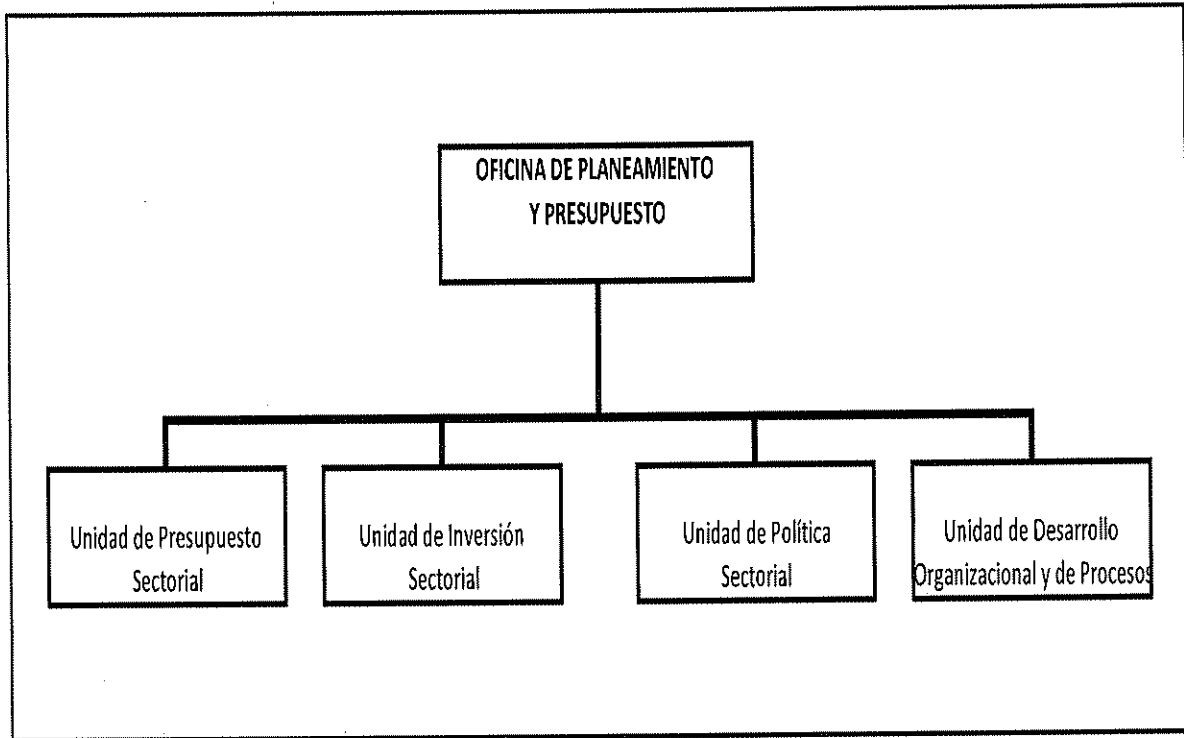 OFICINA DE PLANEAMIENTO
Y PRESUPUESTO
Unidad de Presupuesto
Sectorial
Unidad de Inversión
Sectorial
Unidad de Política
Sectorial
Unidad de Desarrollo
Organizacional y de Procesos